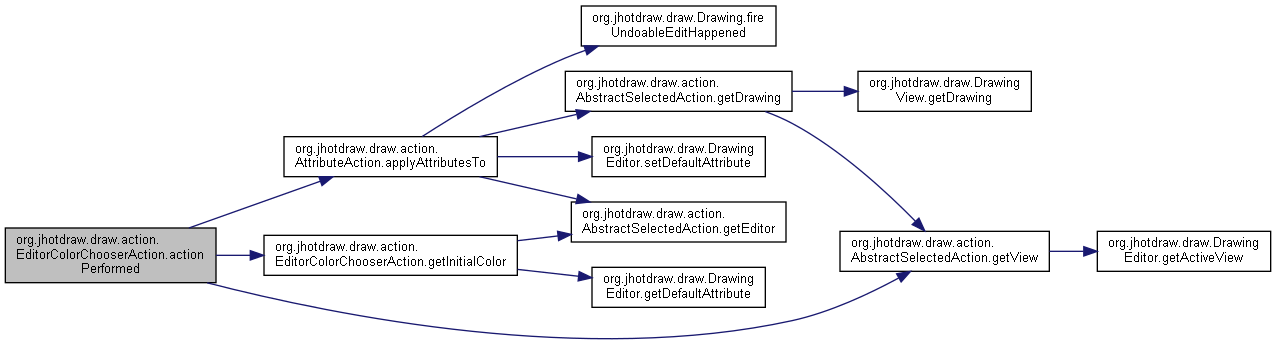 org.jhotdraw.draw.Drawing.fire
UndoableEditHappened
org.jhotdraw.draw.action.
AbstractSelectedAction.getDrawing
org.jhotdraw.draw.Drawing
View.getDrawing
org.jhotdraw.draw.action.
AttributeAction.applyAttributesTo
org.jhotdraw.draw.Drawing
Editor.setDefaultAttribute
org.jhotdraw.draw.action.
AbstractSelectedAction.getEditor
org.jhotdraw.draw.action.
EditorColorChooserAction.action
Performed
org.jhotdraw.draw.action.
EditorColorChooserAction.getInitialColor
org.jhotdraw.draw.action.
AbstractSelectedAction.getView
org.jhotdraw.draw.Drawing
Editor.getActiveView
org.jhotdraw.draw.Drawing
Editor.getDefaultAttribute